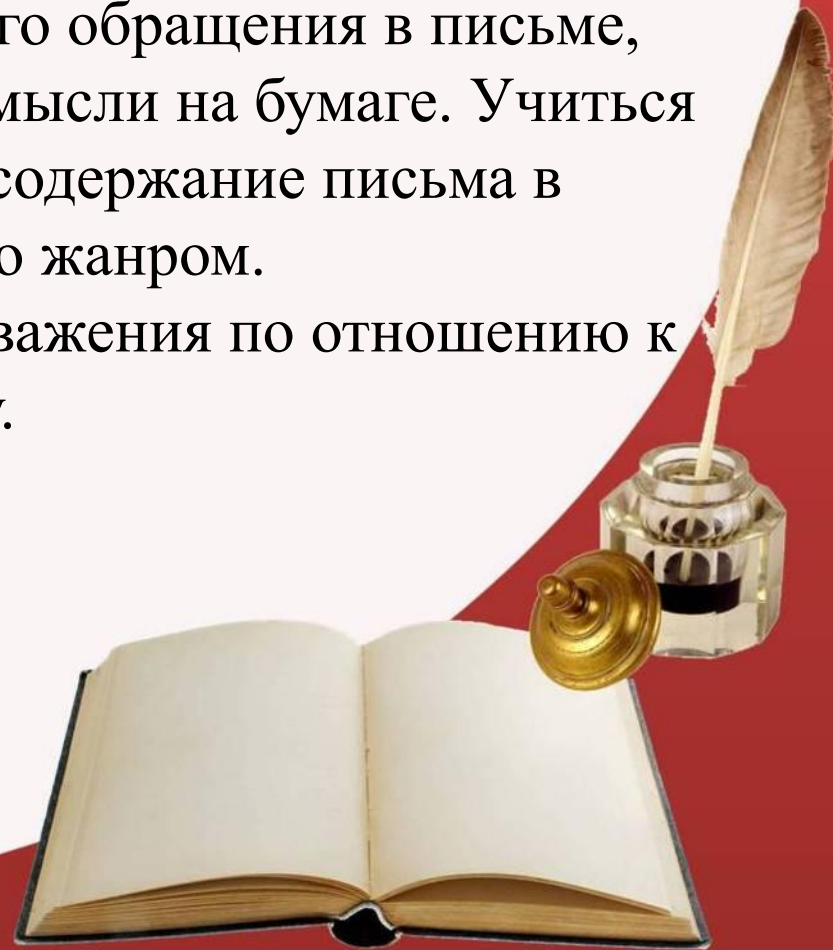 го обращения в письме,
мысли на бумаге. Учиться
содержание письма в
о жанром.
важения по отношению к